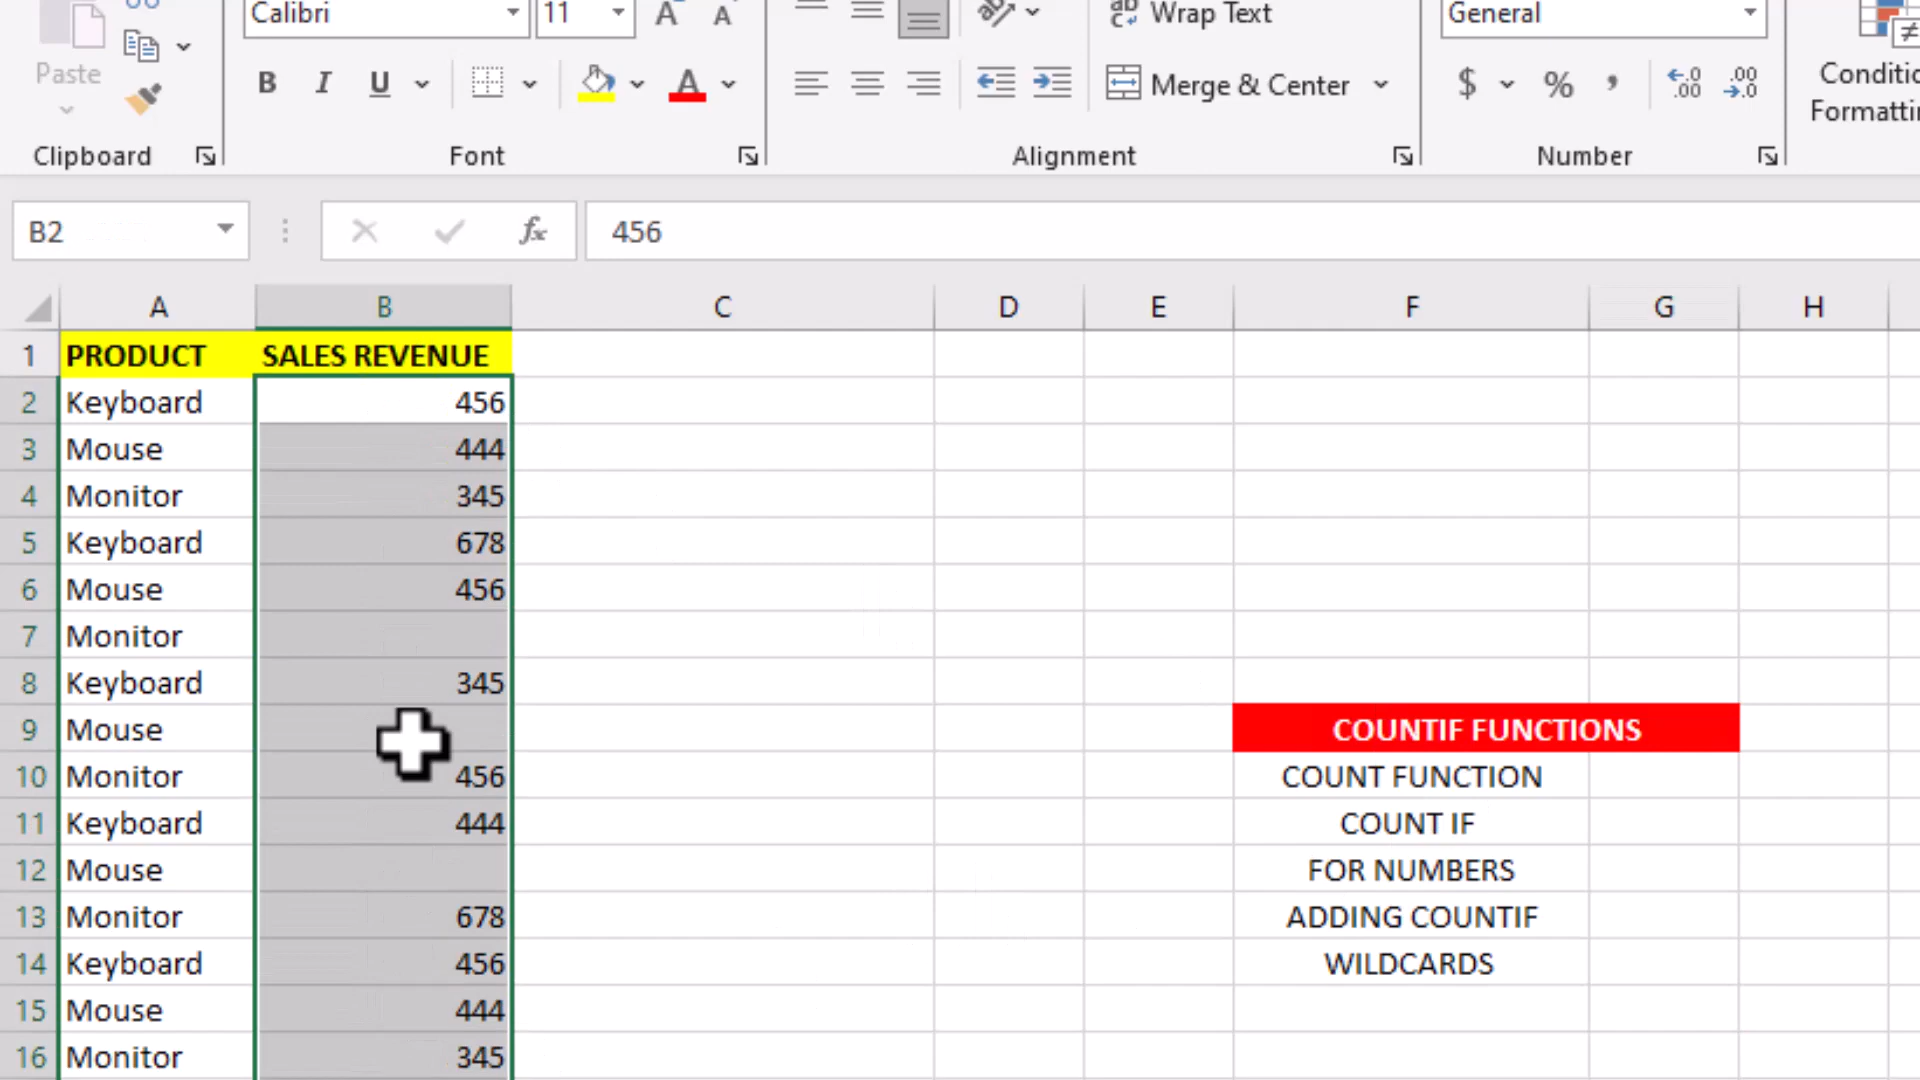 Calibri 11 Wrap Text General
Paste B I U A Merge & Center $ % , Conditio
Formatti
Clipboard Font Alignment Number
B2 fx 456
A B C D E F G H
1 PRODUCT SALES REVENUE
2 Keyboard 456
3 Mouse 444
4 Monitor 345
5 Keyboard 678
6 Mouse 456
7 Monitor
8 Keyboard 345
9 Mouse COUNTIF FUNCTIONS
10 Monitor 456 COUNT FUNCTION
11 Keyboard 444 COUNT IF
12 Mouse FOR NUMBERS
13 Monitor 678 ADDING COUNTIF
14 Keyboard 456 WILDCARDS
15 Mouse 444
16 Monitor 345